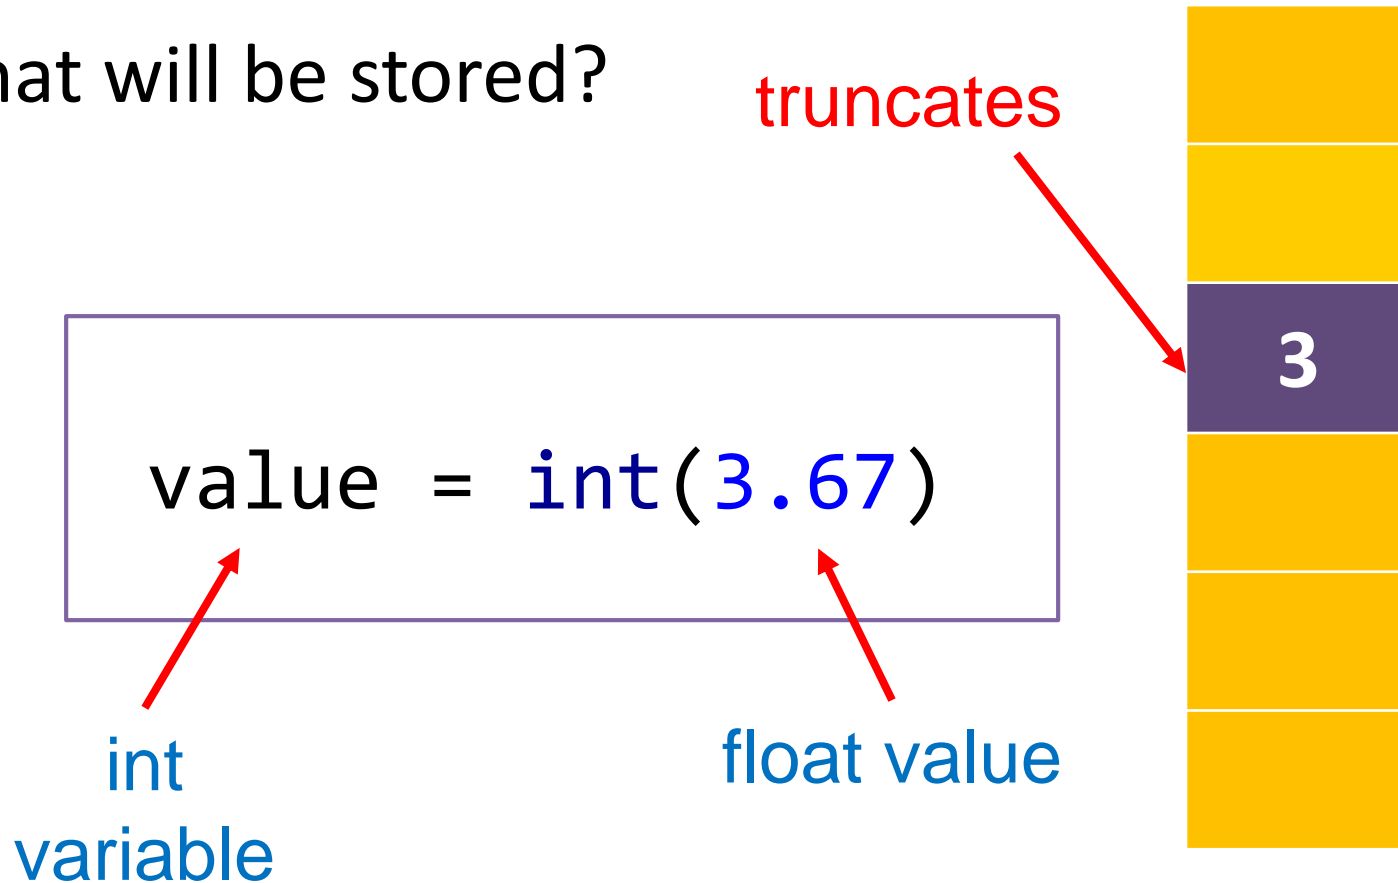 hat will be stored?
truncates
3
value = int(3.67)
int
variable
float value